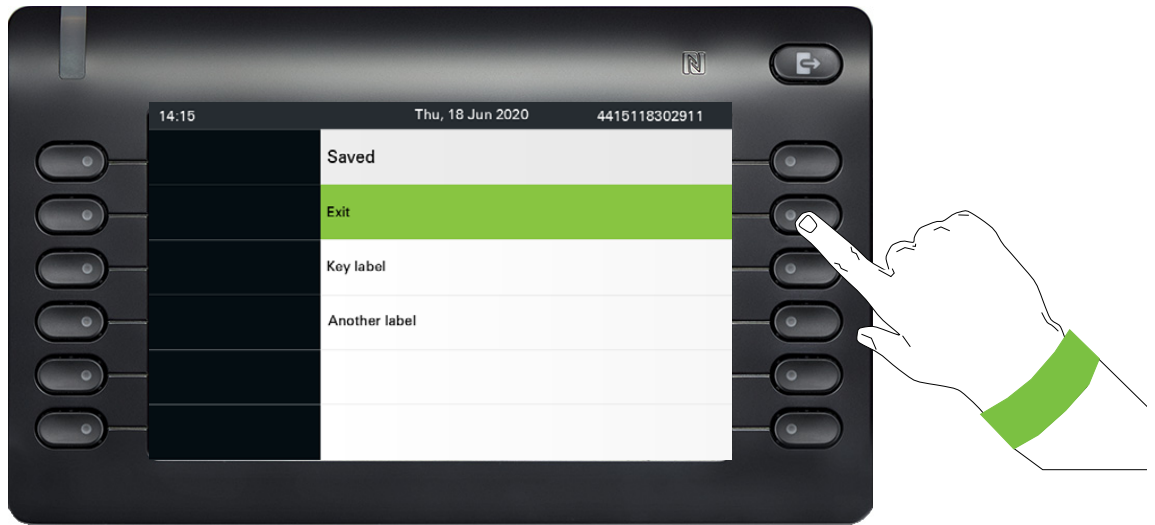 14:15 Thu, 18 Jun 2020 4415118302911
Saved
Exit
Key label
Another label